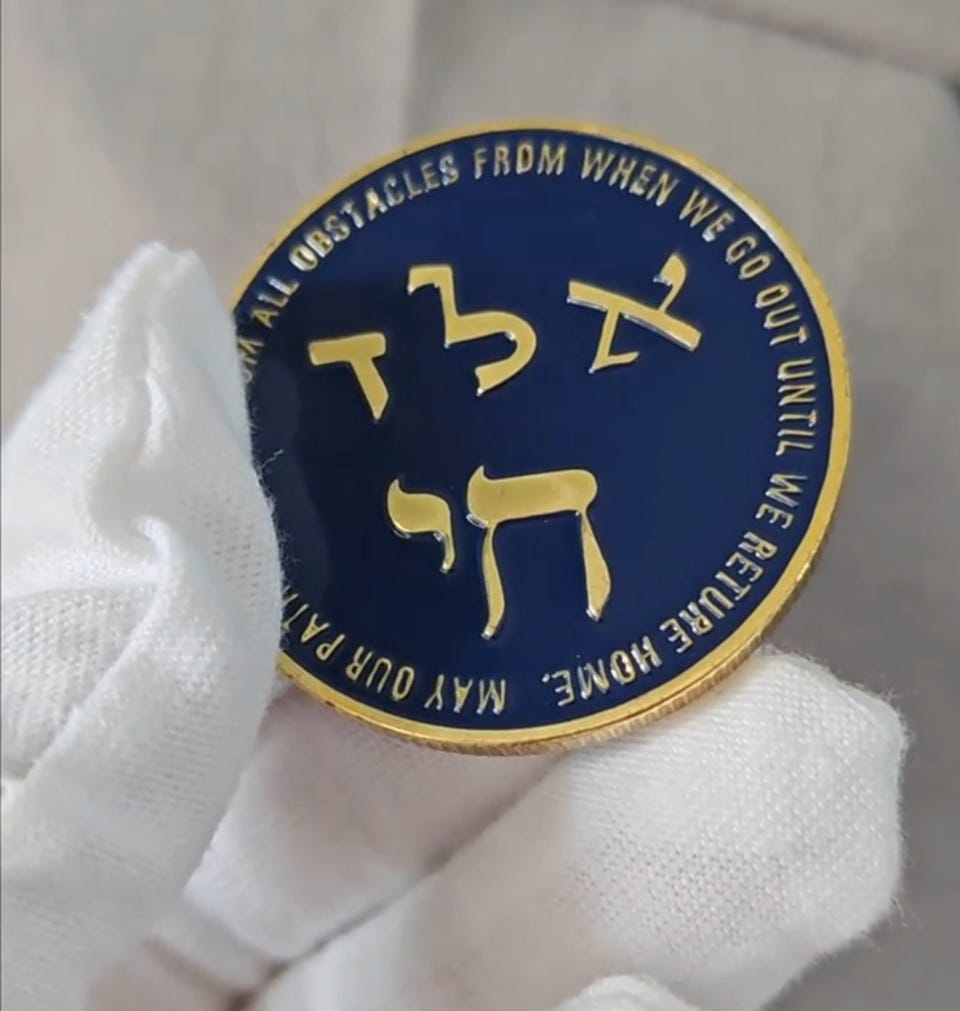 MAY OUR ALL OBSTACLES FROM WHEN WE GO OUT UNTIL WE RETURE HOME.
אלד
חי